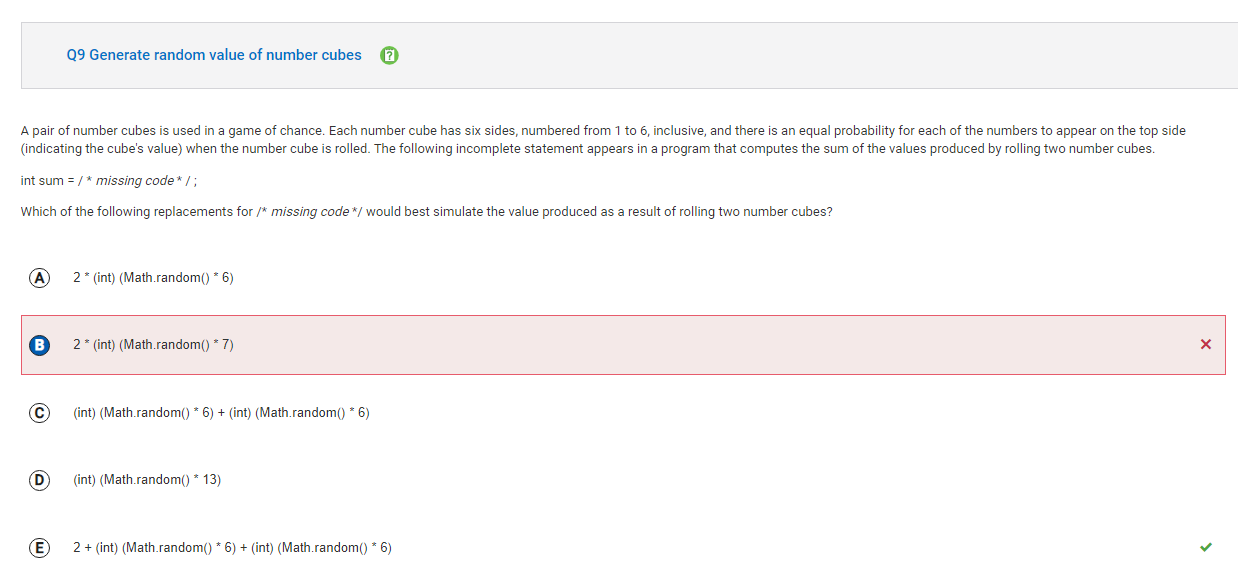 Q9 Generate random value of number cubes
A pair of number cubes is used in a game of chance. Each number cube has six sides, numbered from 1 to 6, inclusive, and there is an equal probability for each of the numbers to appear on the top side
(indicating the cube's value) when the number cube is rolled. The following incomplete statement appears in a program that computes the sum of the values produced by rolling two number cubes.
int sum = / * missing code * / ;
Which of the following replacements for /* missing code */ would best simulate the value produced as a result of rolling two number cubes?
A 2 * (int) (Math.random() * 6)
B 2 * (int) (Math.random() * 7)
C (int) (Math.random() * 6) + (int) (Math.random() * 6)
D (int) (Math.random() * 13)
E 2 + (int) (Math.random() * 6) + (int) (Math.random() * 6)